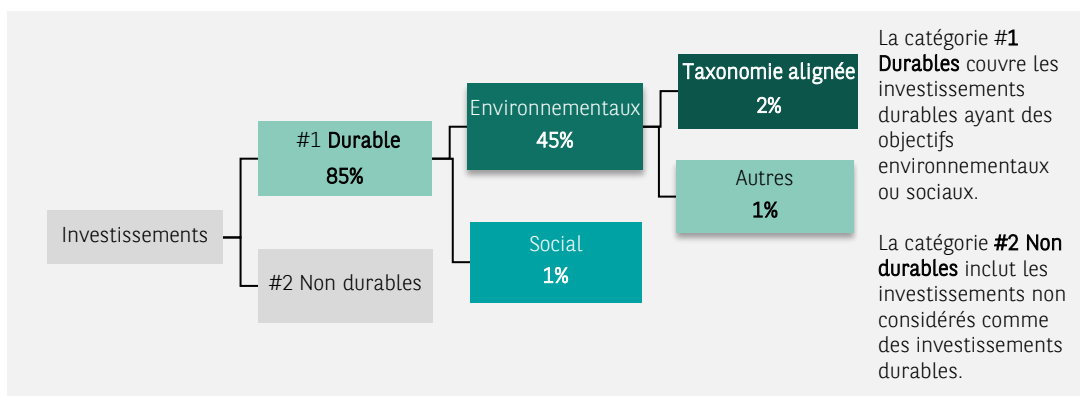 Investissements
#1 Durable
85%
#2 Non durables
Environnementaux
45%
Social
1%
Taxonomie alignée
2%
Autres
1%
La catégorie #1
Durables couvre les
investissements
durables ayant des
objectifs
environnementaux
ou sociaux.
La catégorie #2 Non
durables inclut les
investissements non
considérés comme
des investissements
durables.